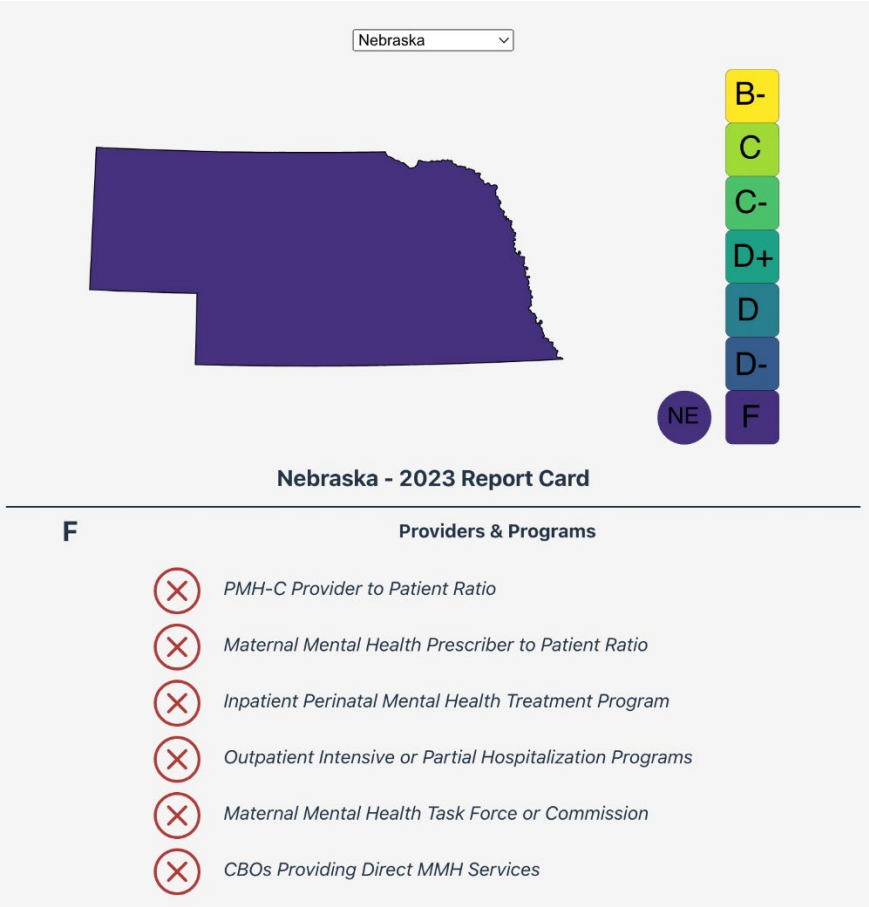 Nebraska
B-
C
C-
D+
D
D-
NE F
Nebraska - 2023 Report Card
F Providers & Programs
PMH-C Provider to Patient Ratio
Maternal Mental Health Prescriber to Patient Ratio
Inpatient Perinatal Mental Health Treatment Program
Outpatient Intensive or Partial Hospitalization Programs
Maternal Mental Health Task Force or Commission
CBOs Providing Direct MMH Services